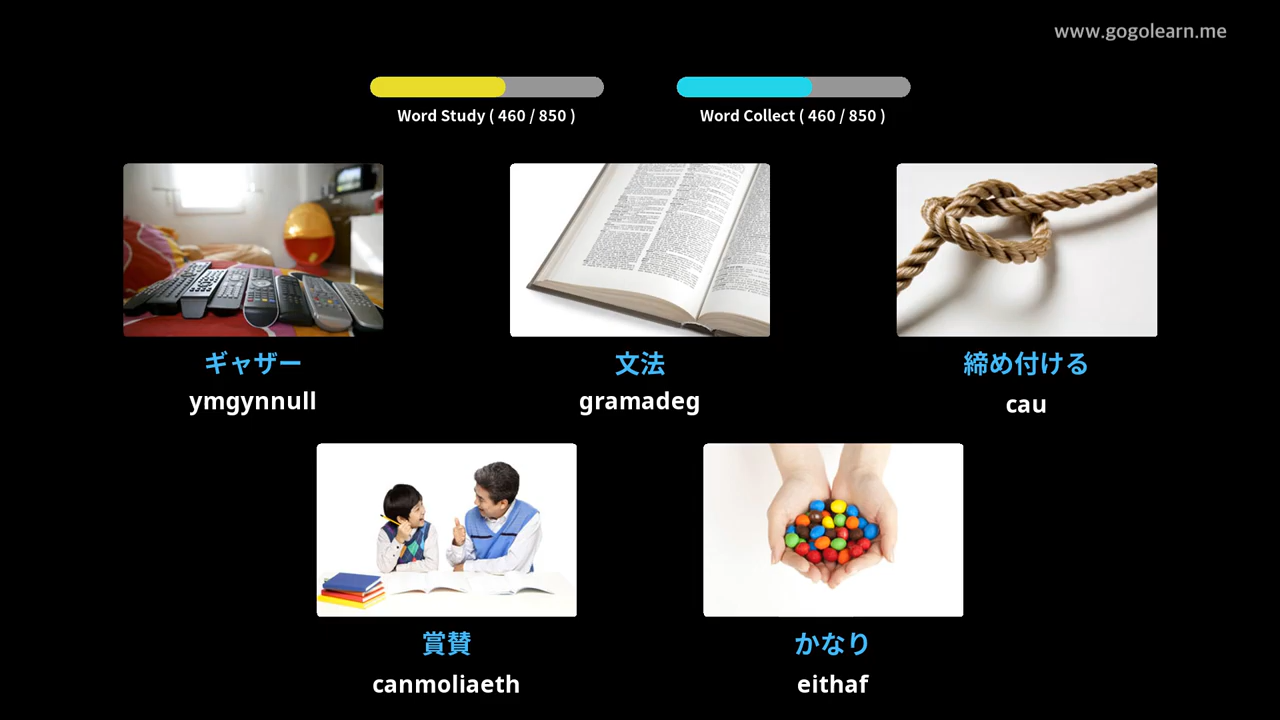 www.gogolearn.me
Word Study ( 460 / 850 )
Word Collect ( 460 / 850 )
ギャザー
ymgynnull
文法
gramadeg
締め付ける
cau
賞賛
canmoliaeth
かなり
eithaf